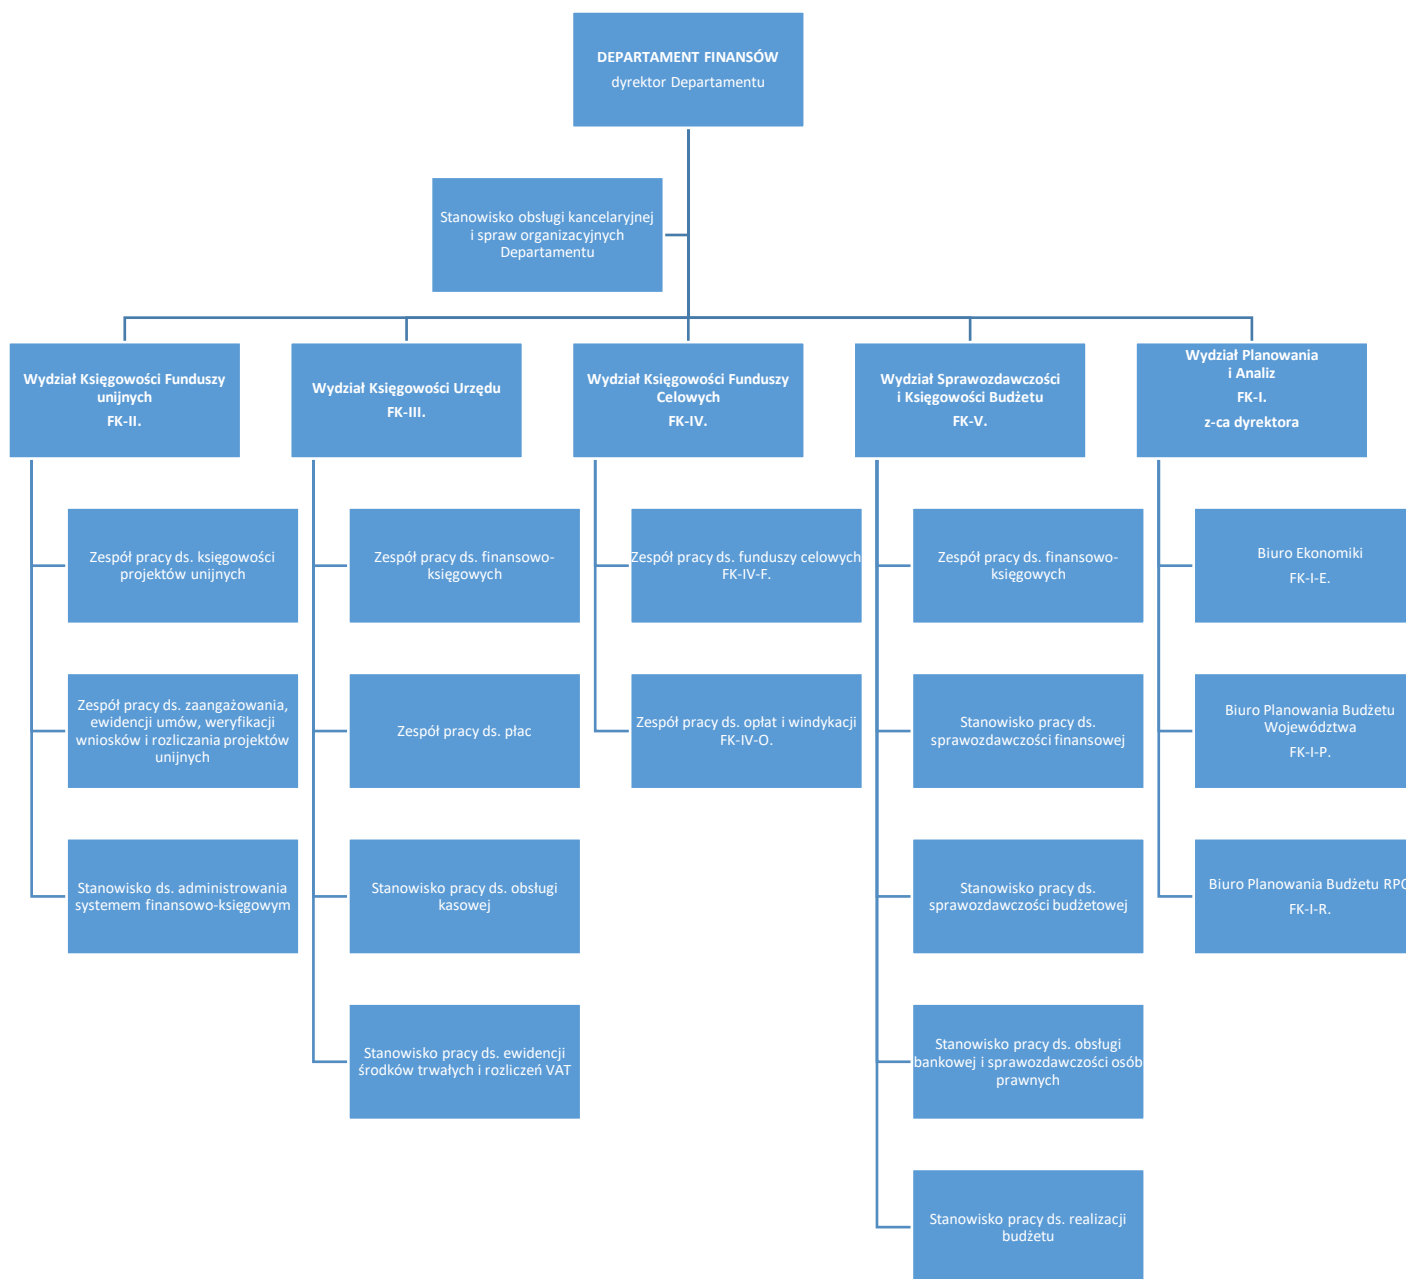 DEPARTAMENT FINANSÓW
dyrektor Departamentu
Stanowisko obsługi kancelaryjnej
i spraw organizacyjnych
Departamentu
Wydział Księgowości Funduszy
unijnych
FK-II.
Wydział Księgowości Urzędu
FK-III.
Wydział Księgowości Funduszy
Celowych
FK-IV.
Wydział Sprawozdawczości
i Księgowości Budżetu
FK-V.
Wydział Planowania
i Analiz
FK-I.
z-ca dyrektora
Zespół pracy ds. księgowości
projektów unijnych
Zespół pracy ds. zaangażowania,
ewidencji umów, weryfikacji
wniosków i rozliczania projektów
unijnych
Stanowisko ds. administrowania
systemem finansowo-księgowym
Zespół pracy ds. finansowo-
księgowych
Zespół pracy ds. płac
Stanowisko pracy ds. obsługi
kasowej
Stanowisko pracy ds. ewidencji
środków trwałych i rozliczeń VAT
Zespół pracy ds. funduszy celowych
FK-IV-F.
Zespół pracy ds. opłat i windykacji
FK-IV-O.
Zespół pracy ds. finansowo-
księgowych
Stanowisko pracy ds.
sprawozdawczości finansowej
Stanowisko pracy ds.
sprawozdawczości budżetowej
Stanowisko pracy ds. obsługi
bankowej i sprawozdawczości osób
prawnych
Stanowisko pracy ds. realizacji
budżetu
Biuro Ekonomiki
FK-I-E.
Biuro Planowania Budżetu
Województwa
FK-I-P.
Biuro Planowania Budżetu RPO
FK-I-R.